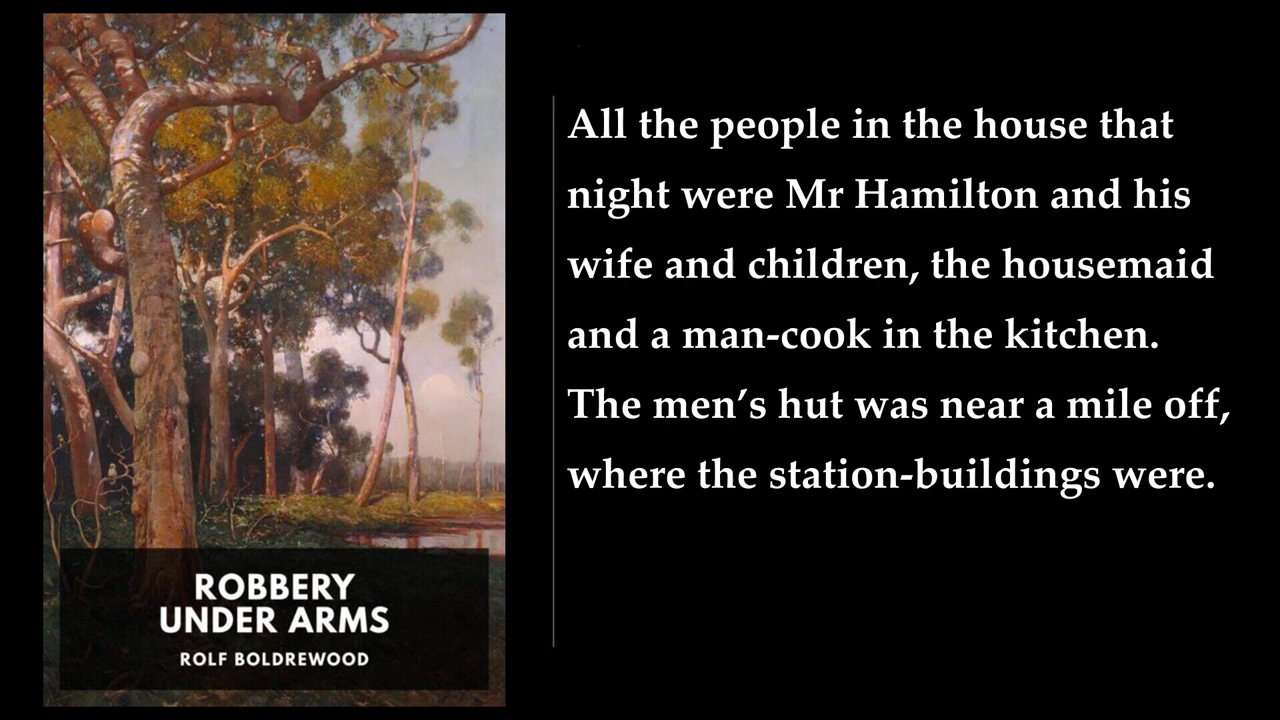 All the people in the house that
night were Mr Hamilton and his
wife and children, the housemaid
and a man-cook in the kitchen.
The men’s hut was near a mile off,
where the station-buildings were.
ROBBERY
UNDER ARMS
ROLF BOLDREWOOD